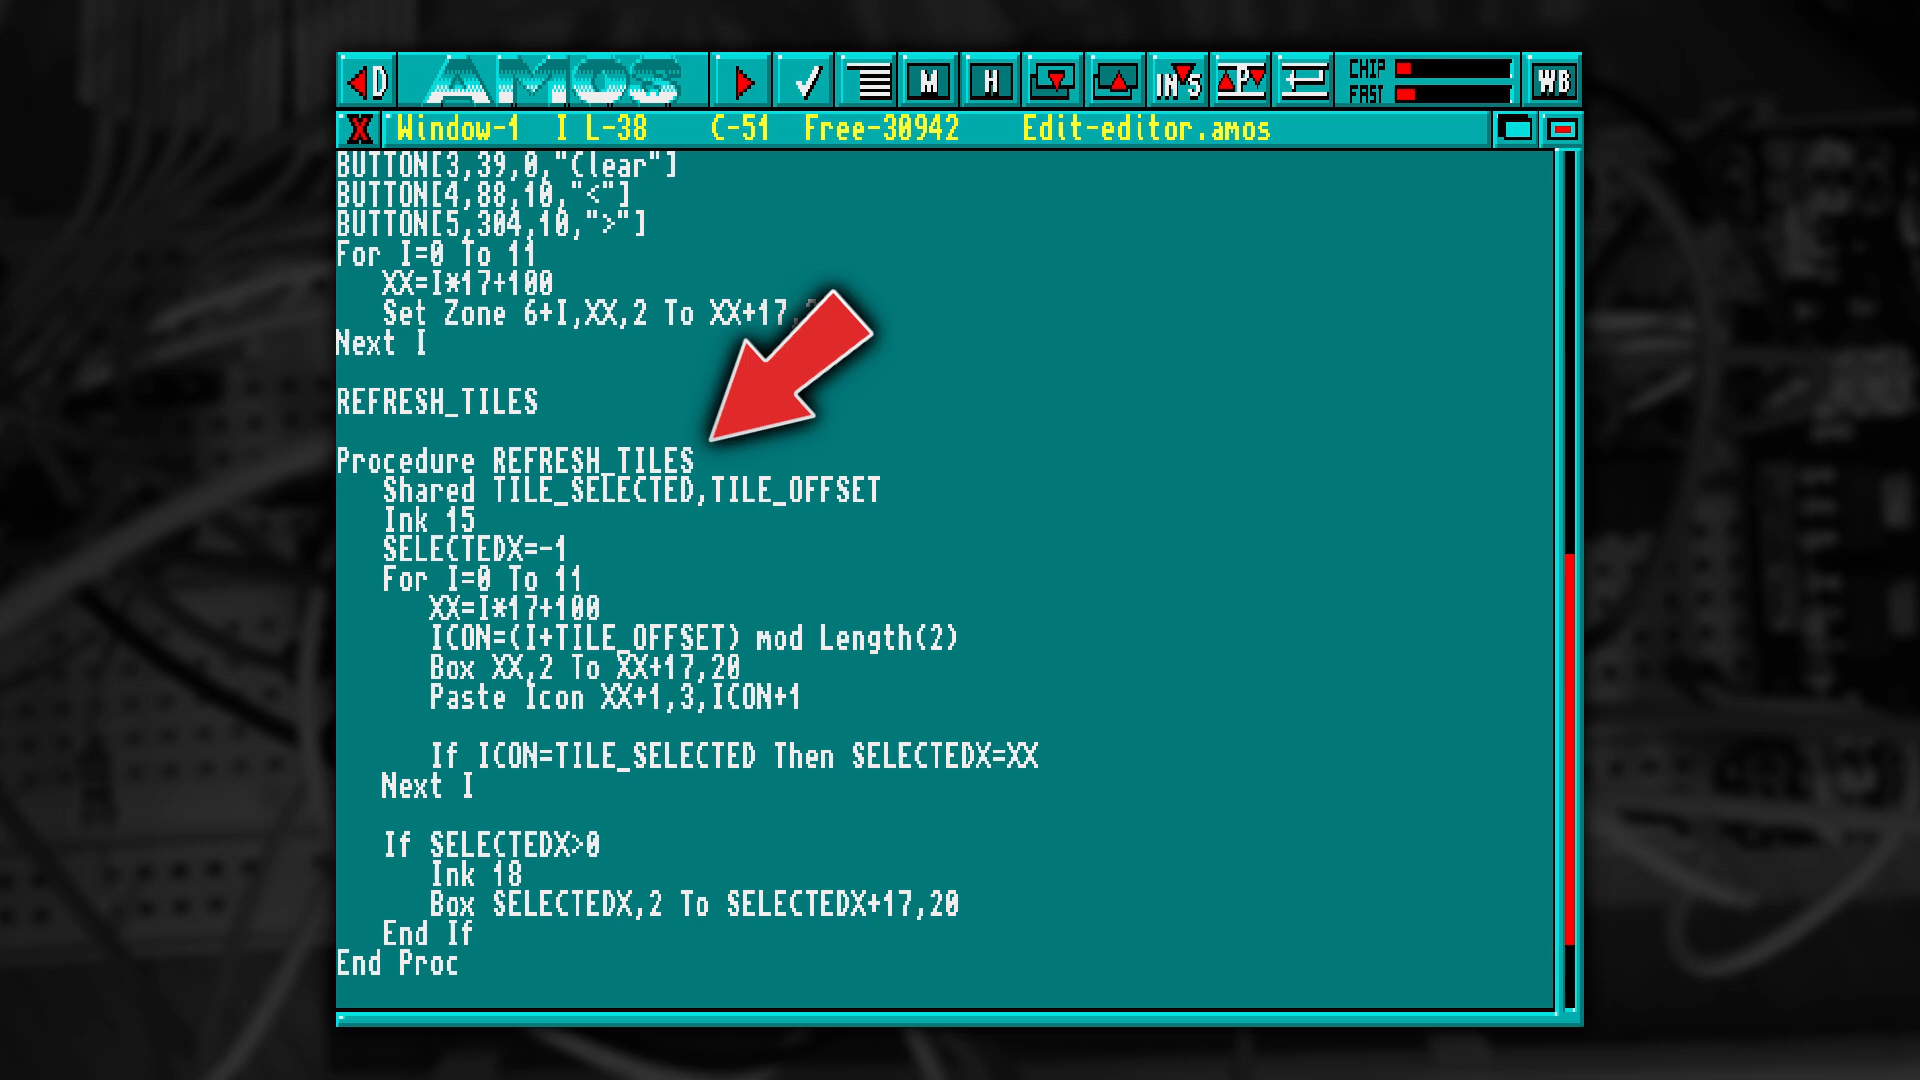 D AMOS M H INS P CHIP FAST WB
X Window-1 I L-38 C-51 Free-30942 Edit-editor.amos
BUTTON[3,39,0,"Clear"]
BUTTON[4,88,10,"<"]
BUTTON[5,304,10,">"]
For I=0 To 11
XX=I*17+100
Set Zone 6+I,XX,2 To XX+17,
Next I
REFRESH_TILES
Procedure REFRESH_TILES
Shared TILE_SELECTED,TILE_OFFSET
Ink 15
SELECTEDX=-1
For I=0 To 11
XX=I*17+100
ICON=(I+TILE_OFFSET) mod Length(2)
Box XX,2 To XX+17,20
Paste Icon XX+1,3,ICON+1
If ICON=TILE_SELECTED Then SELECTEDX=XX
Next I
If SELECTEDX>0
Ink 18
Box SELECTEDX,2 To SELECTEDX+17,20
End If
End Proc